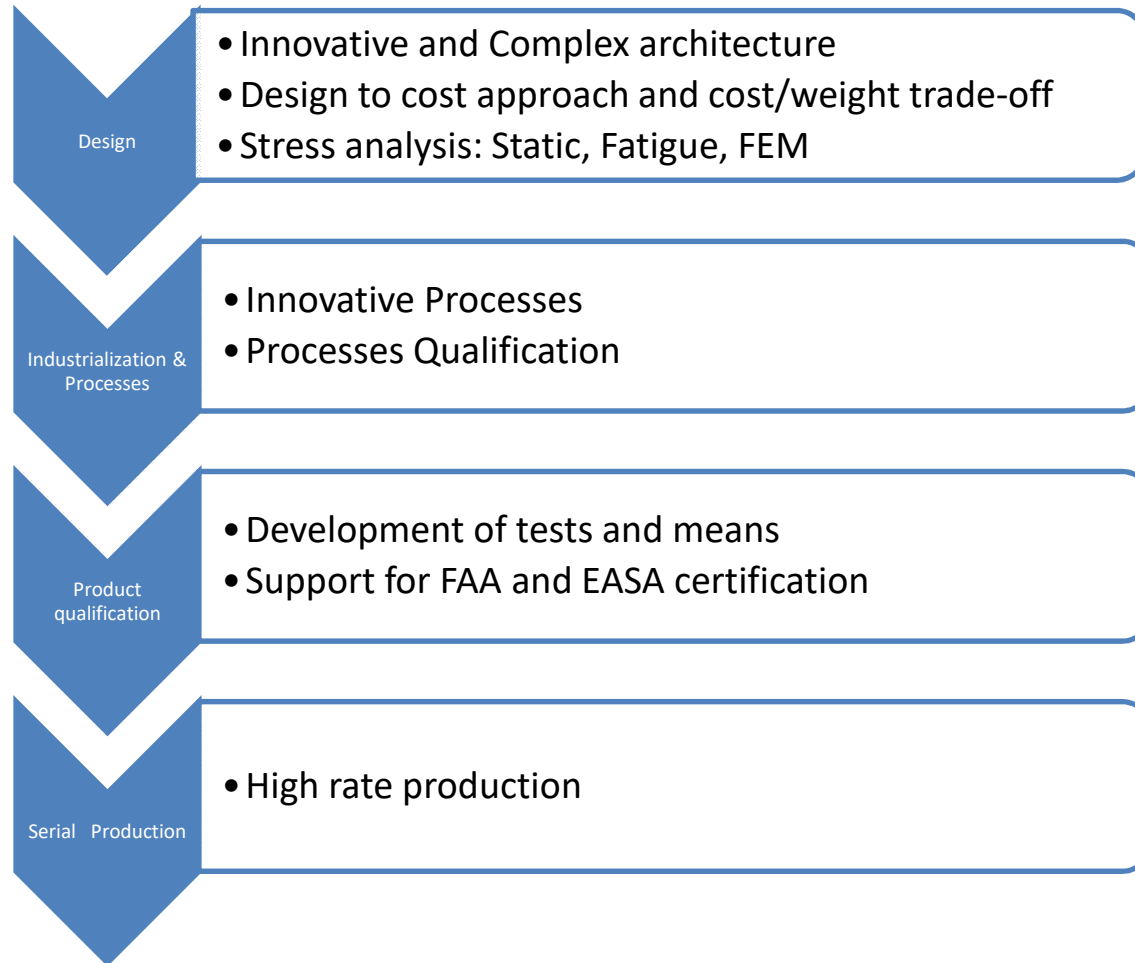 Design
• Innovative and Complex architecture
• Design to cost approach and cost/weight trade-off
• Stress analysis: Static, Fatigue, FEM
Industrialization &
Processes
• Innovative Processes
• Processes Qualification
Product
qualification
• Development of tests and means
• Support for FAA and EASA certification
Serial Production
• High rate production